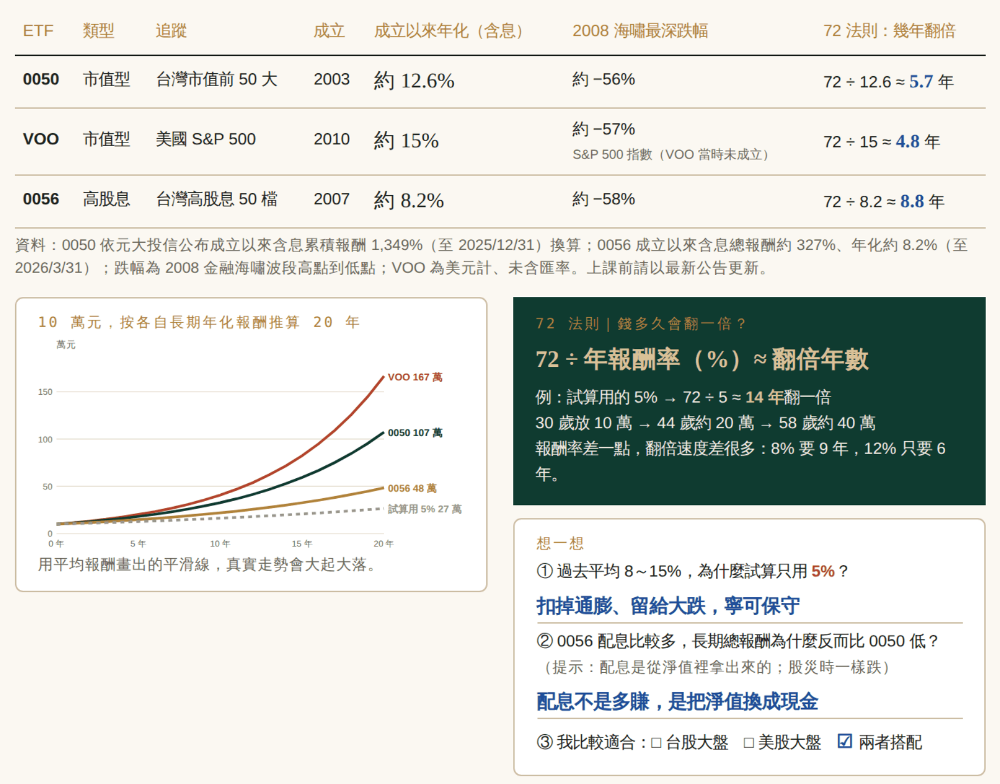 ETF 類型 追蹤 成立 成立以來年化（含息） 2008 海嘯最深跌幅 72 法則：幾年翻倍
0050 市值型 台灣市值前 50 大 2003 約 12.6% 約 −56% 72 ÷ 12.6 ≈ 5.7 年
VOO 市值型 美國 S&P 500 2010 約 15% 約 −57% 72 ÷ 15 ≈ 4.8 年
S&P 500 指數（VOO 當時未成立）
0056 高股息 台灣高股息 50 檔 2007 約 8.2% 約 −58% 72 ÷ 8.2 ≈ 8.8 年
資料：0050 依元大投信公布成立以來含息累積報酬 1,349%（至 2025/12/31）換算；0056 成立以來含息總報酬約 327%、年化約 8.2%（至
2026/3/31）；跌幅為 2008 金融海嘯波段高點到低點；VOO 為美元計、未含匯率。上課前請以最新公告更新。
10 萬元，按各自長期年化報酬推算 20 年
萬元
VOO 167 萬
150
0050 107 萬
100
50
0056 48 萬
試算用 5% 27 萬
0
0 年 5 年 10 年 15 年 20 年
用平均報酬畫出的平滑線，真實走勢會大起大落。
72 法則｜錢多久會翻一倍？
72 ÷ 年報酬率（%）≈ 翻倍年數
例：試算用的 5% → 72 ÷ 5 ≈ 14 年翻一倍
30 歲放 10 萬 → 44 歲約 20 萬 → 58 歲約 40 萬
報酬率差一點，翻倍速度差很多：8% 要 9 年，12% 只要 6
年。
想一想
① 過去平均 8～15%，為什麼試算只用 5%？
扣掉通膨、留給大跌，寧可保守
② 0056 配息比較多，長期總報酬為什麼反而比 0050 低？
（提示：配息是從淨值裡拿出來的；股災時一樣跌）
配息不是多賺，是把淨值換成現金
③ 我比較適合：□ 台股大盤 □ 美股大盤 ☑ 兩者搭配